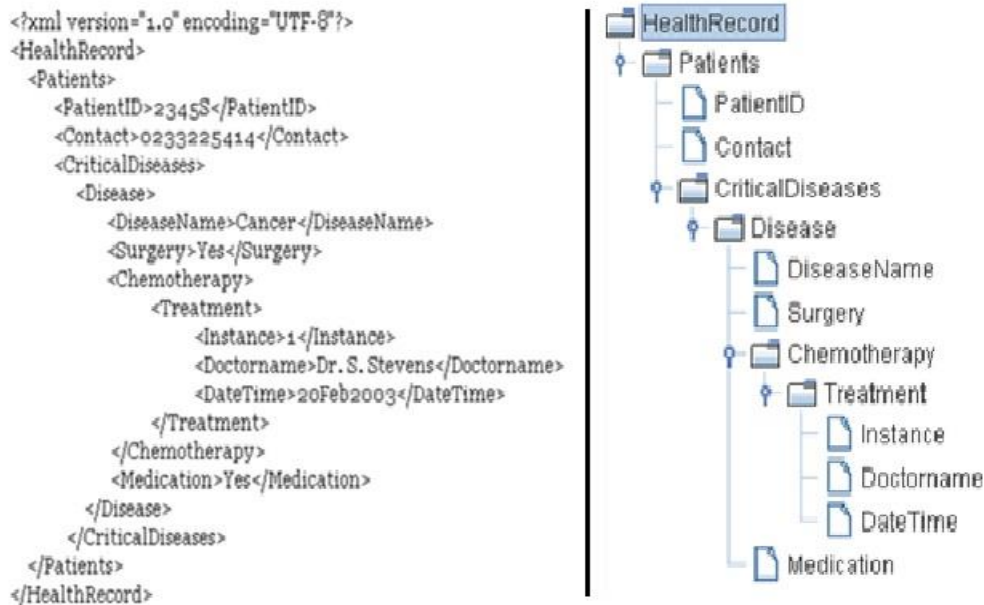 <?xml version="1.0" encoding="UTF-8"?>
<HealthRecord>
<Patients>
<PatientID>2345S</PatientID>
<Contact>0233225414</Contact>
<CriticalDiseases>
<Disease>
<DiseaseName>Cancer</DiseaseName>
<Surgery>Yes</Surgery>
<Chemotherapy>
<Treatment>
<Instance>1</Instance>
<Doctorname>Dr. S. Stevens</Doctorname>
<DateTime>20Feb2003</DateTime>
</Treatment>
</Chemotherapy>
<Medication>Yes</Medication>
</Disease>
</CriticalDiseases>
</Patients>
</HealthRecord>
HealthRecord
Patients
PatientID
Contact
CriticalDiseases
Disease
DiseaseName
Surgery
Chemotherapy
Treatment
Instance
Doctorname
DateTime
Medication